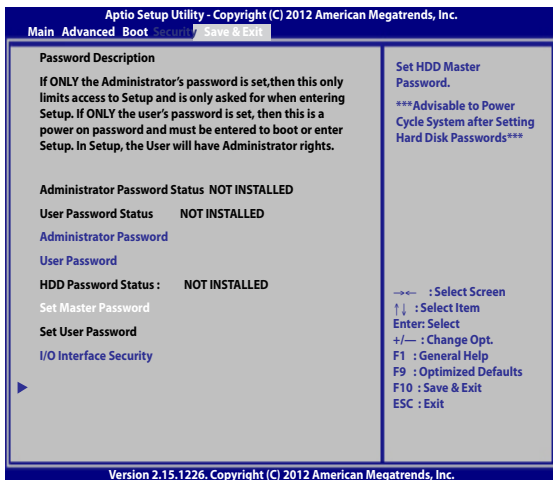 Aptio Setup Utility - Copyright (C) 2012 American Megatrends, Inc.
Main Advanced Boot Security Save & Exit
Password Description
If ONLY the Administrator's password is set,then this only
limits access to Setup and is only asked for when entering
Setup. If ONLY the user's password is set, then this is a
power on password and must be entered to boot or enter
Setup. In Setup, the User will have Administrator rights.
Administrator Password Status NOT INSTALLED
User Password Status NOT INSTALLED
Administrator Password
User Password
HDD Password Status : NOT INSTALLED
Set Master Password
Set User Password
I/O Interface Security
Set HDD Master
Password.
***Advisable to Power
Cycle System after Setting
Hard Disk Passwords***
→← : Select Screen
↑↓ : Select Item
Enter: Select
+/— : Change Opt.
F1 : General Help
F9 : Optimized Defaults
F10 : Save & Exit
ESC : Exit
Version 2.15.1226. Copyright (C) 2012 American Megatrends, Inc.